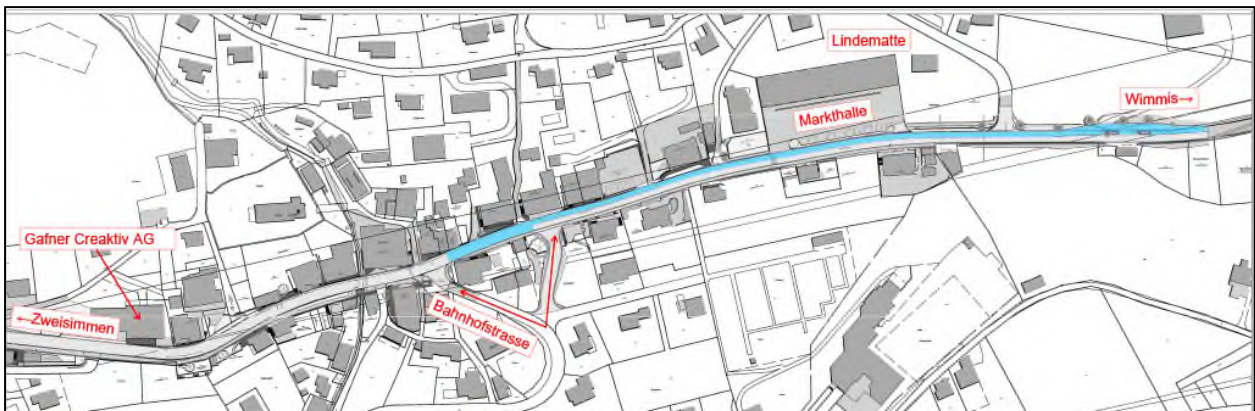 Lindematte
Wimmis→
Markthalle
Gafner Creaktiv AG
←Zweisimmen
Bahnhofstrasse